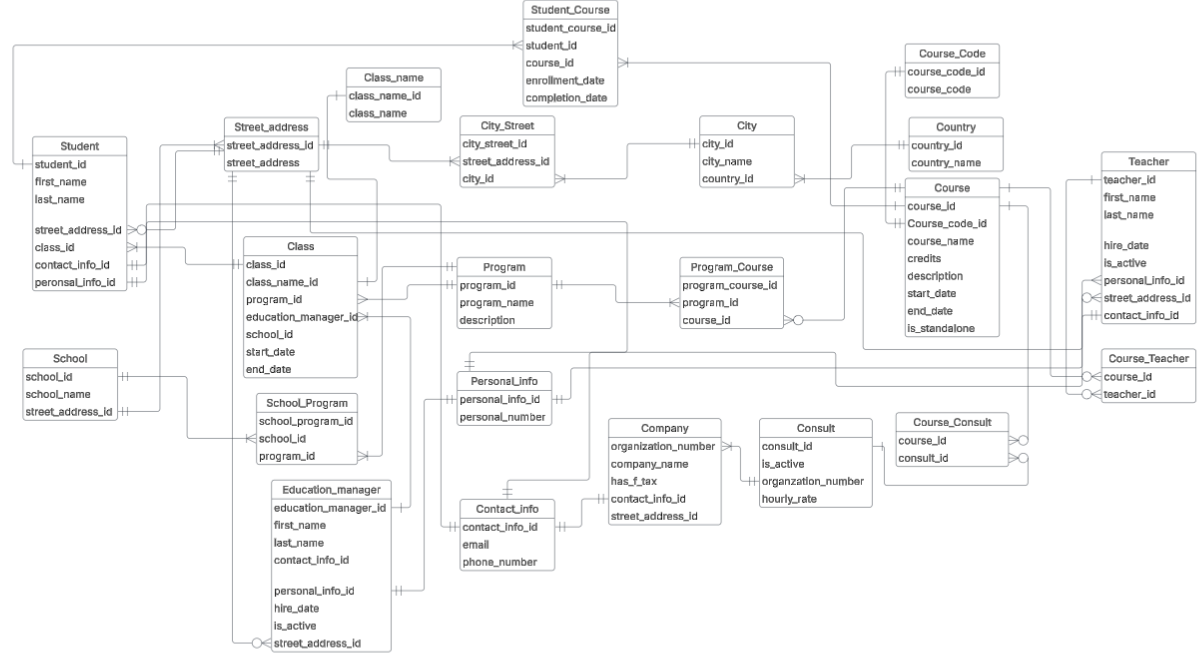 Student_Course
student_course_id
student_id
course_id
enrollment_date
completion_date
Course_Code
course_code_id
course_code
Class_name
class_name_id
class_name
Street_address
street_address_id
street_address
City_Street
city_street_id
street_address_id
city_id
City
city_id
city_name
country_id
Country
country_id
country_name
Student
student_id
first_name
last_name
street_address_id
class_id
contact_info_id
peronsal_info_id
Teacher
teacher_id
first_name
last_name
hire_date
is_active
personal_info_id
street_address_id
contact_info_id
Course
course_id
Course_code_id
course_name
credits
description
start_date
end_date
is_standalone
Class
class_id
class_name_id
program_id
education_manager_id
school_id
start_date
end_date
Program
program_id
program_name
description
Program_Course
program_course_id
program_id
course_id
School
school_id
school_name
street_address_id
Course_Teacher
course_id
teacher_id
Personal_info
personal_info_id
personal_number
School_Program
school_program_id
school_id
program_id
Company
organization_number
company_name
has_f_tax
contact_info_id
street_address_id
Consult
consult_id
is_active
organzation_number
hourly_rate
Course_Consult
course_id
consult_id
Education_manager
education_manager_id
first_name
last_name
contact_info_id
personal_info_id
hire_date
is_active
street_address_id
Contact_info
contact_info_id
email
phone_number